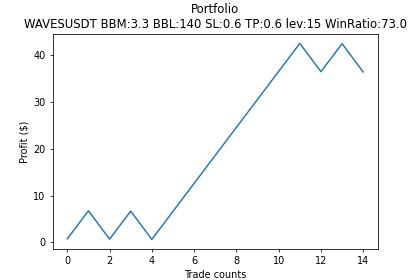 Portfolio
WAVESUSDT BBM:3.3 BBL:140 SL:0.6 TP:0.6 lev:15 WinRatio:73.0
40
30
20
10
0
Profit ($)
0 2 4 6 8 10 12 14
Trade counts